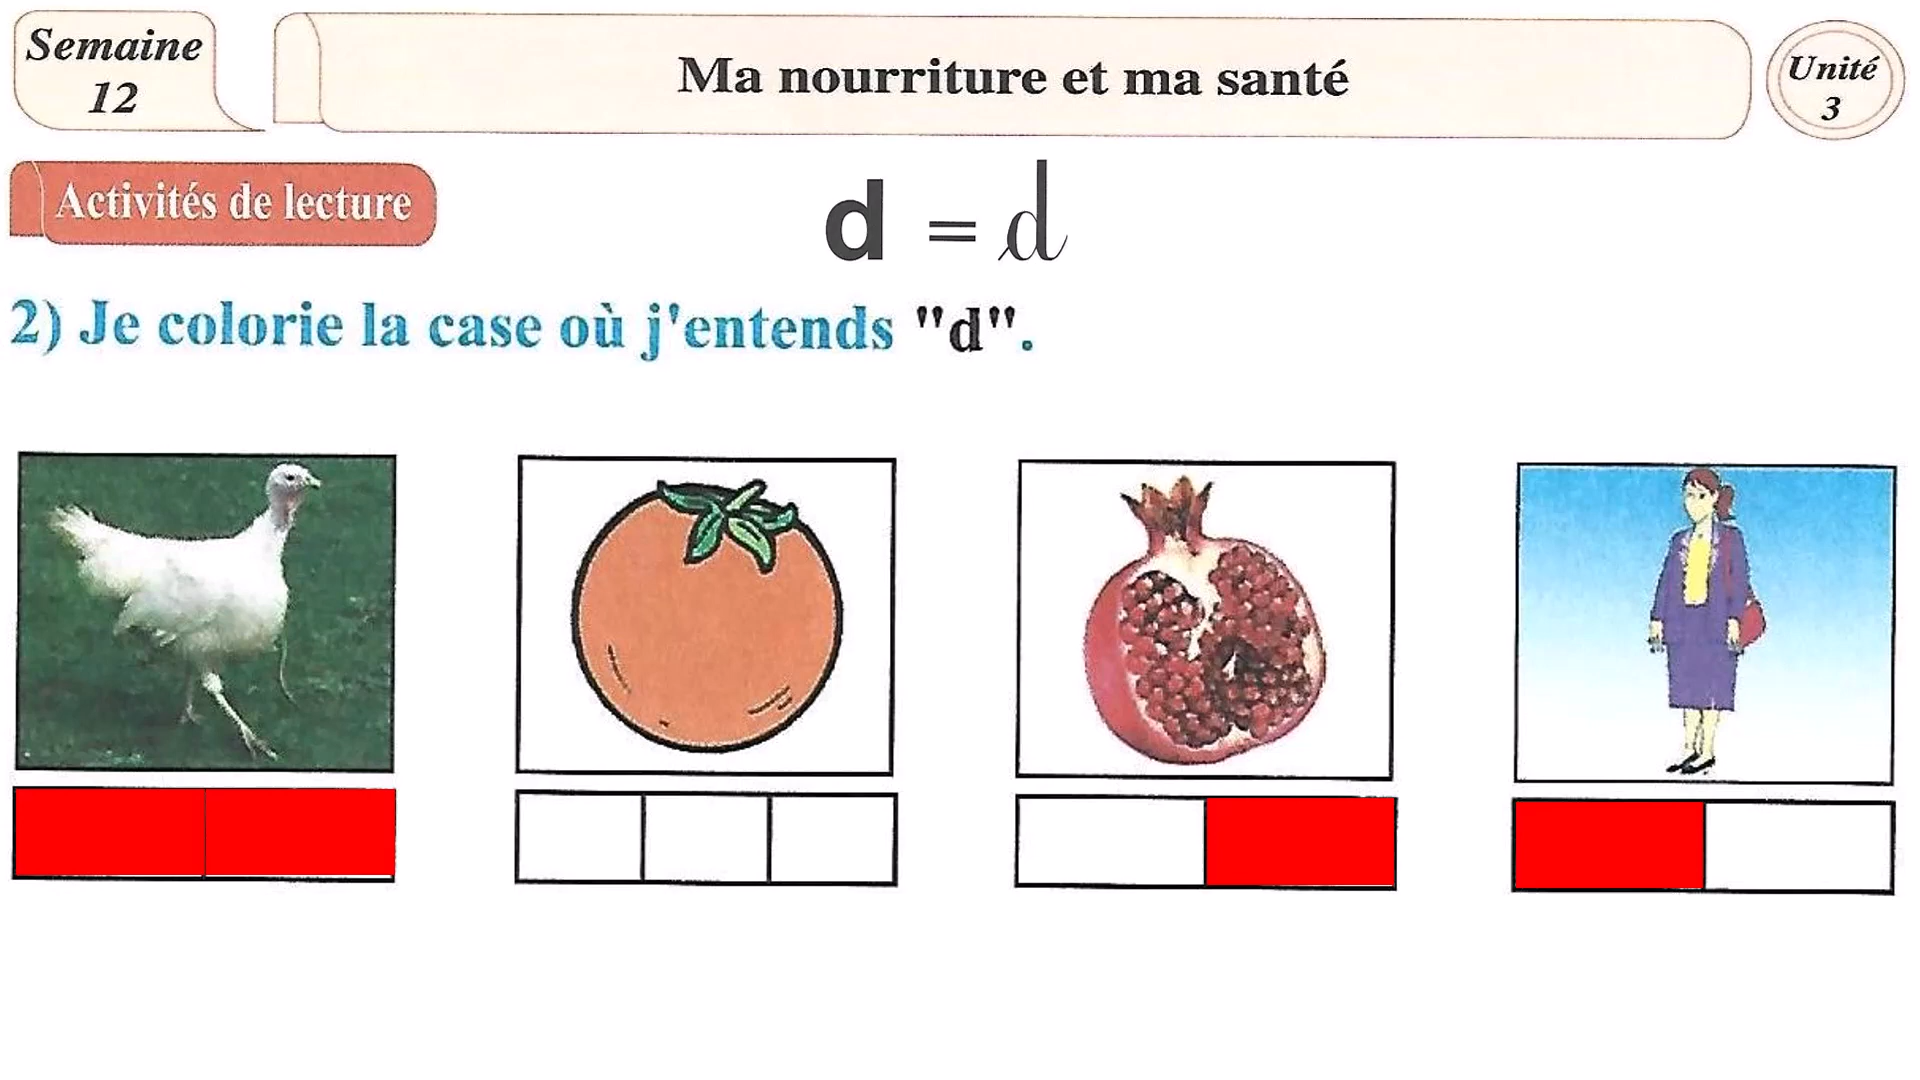 Semaine
12
Ma nourriture et ma santé
Unité
3
Activités de lecture
d = d
2) Je colorie la case où j'entends "d".